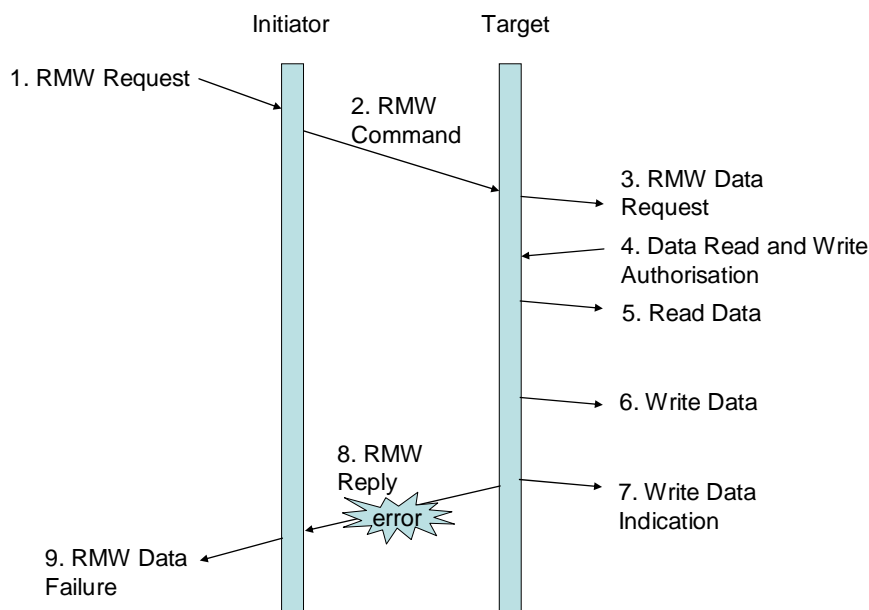 Initiator
Target
1. RMW Request
2. RMW
Command
3. RMW Data
Request
4. Data Read and Write
Authorisation
5. Read Data
6. Write Data
8. RMW
Reply
7. Write Data
Indication
error
9. RMW Data
Failure